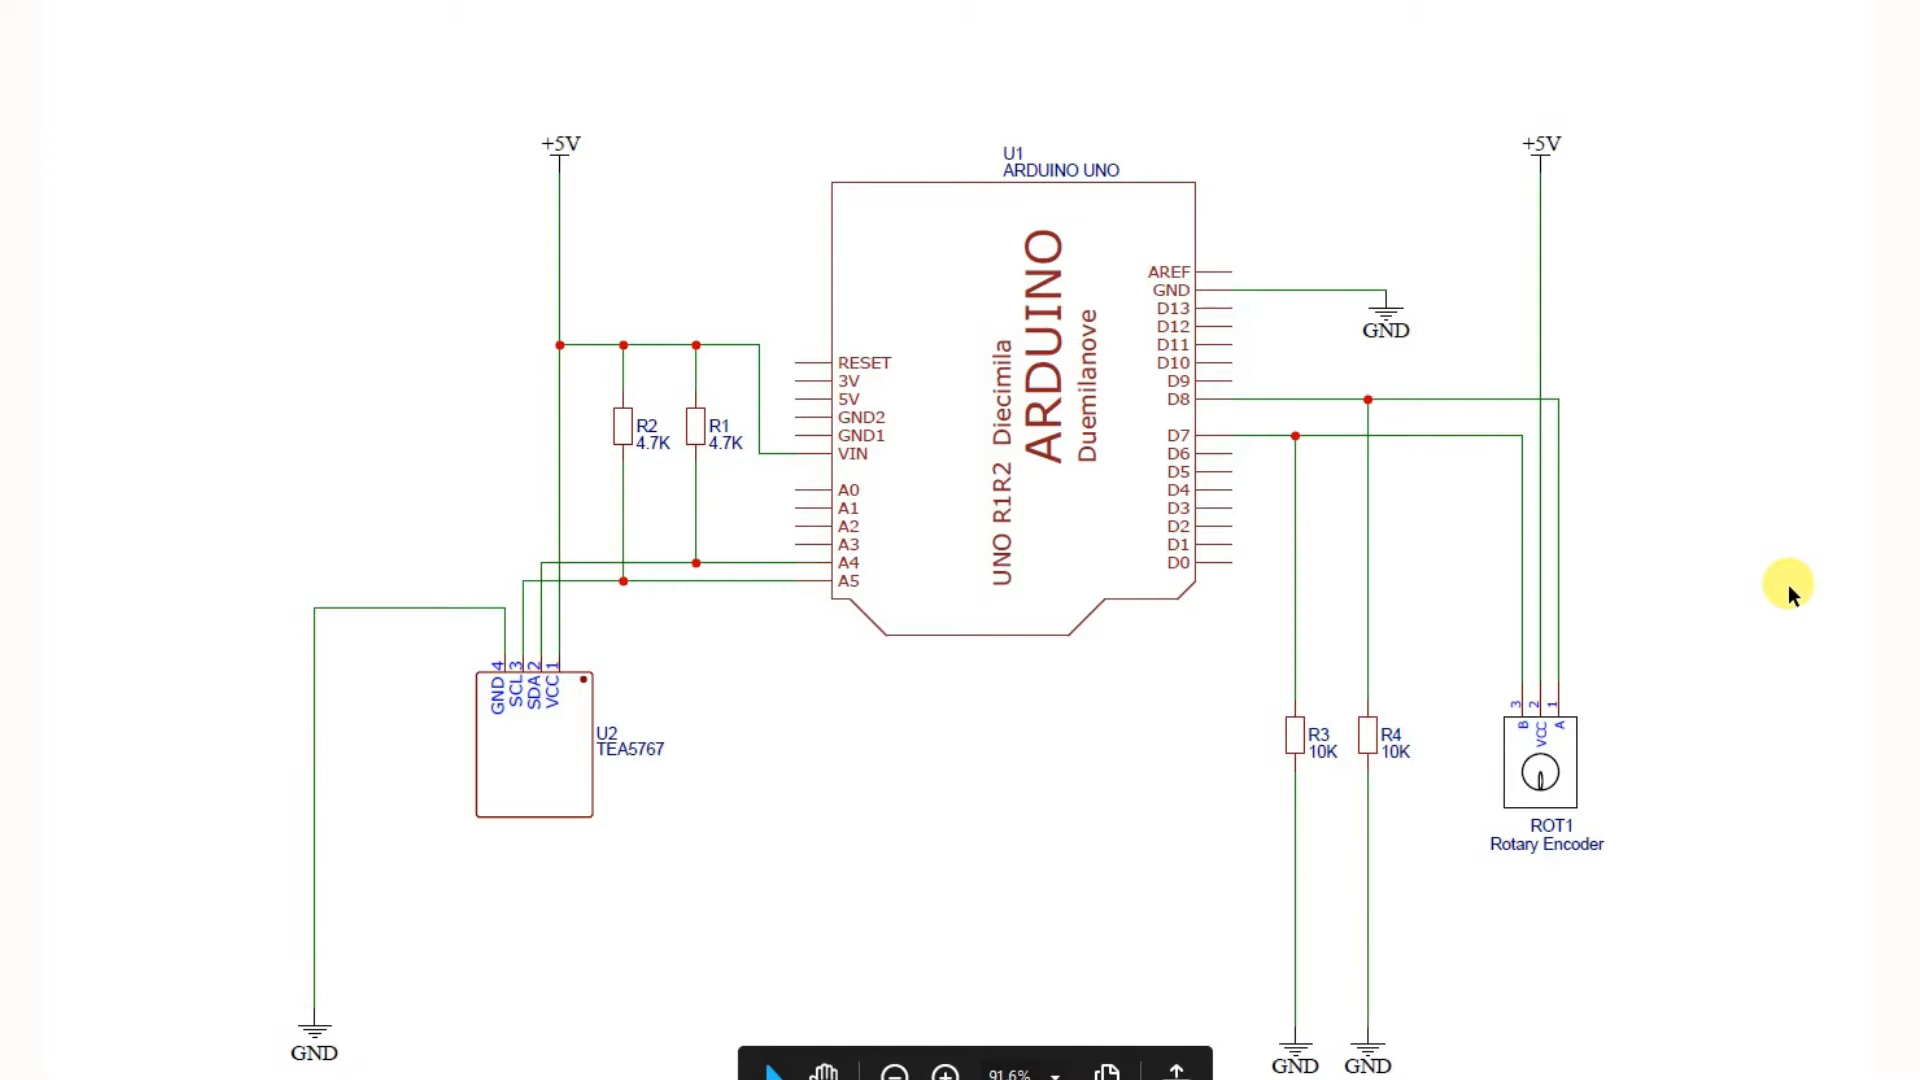 +5V
+5V
U1
ARDUINO UNO
UNO R1R2 Diecimila
ARDUINO
Duemilanove
RESET
3V
5V
GND2
GND1
VIN
A0
A1
A2
A3
A4
A5
AREF
GND
D13
D12
D11
D10
D9
D8
D7
D6
D5
D4
D3
D2
D1
D0
GND
R2
4.7K
R1
4.7K
4
3
2
1
GND
SCL
SDA
VCC
U2
TEA5767
R3
10K
R4
10K
3
2
1
B
VCC
A
ROT1
Rotary Encoder
GND
GND
GND
91.6%